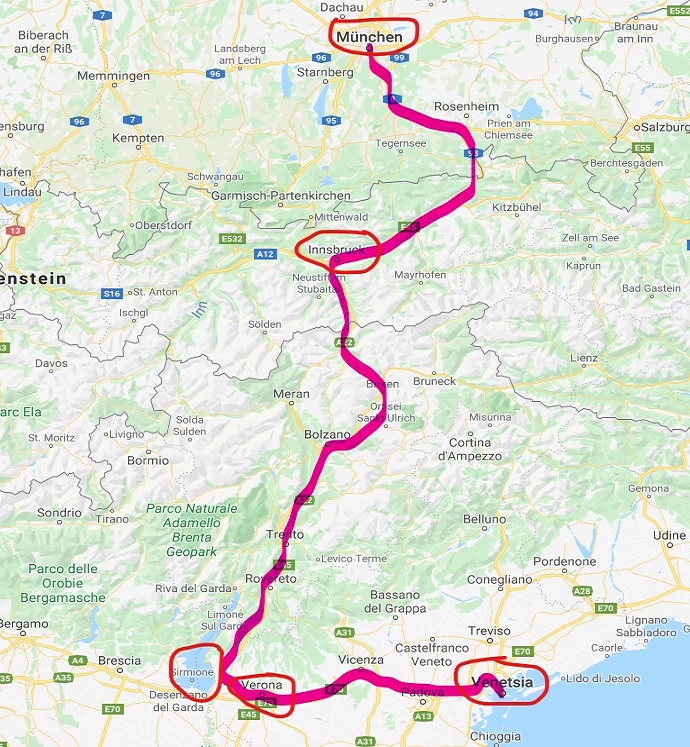 Dachau
Biberach
an der Riß
Landsberg
am Lech
96
München
94
Inn
E552
Burghausen
Braunau
am Inn
99
96
96
Starnberg
Memmingen
7
Rosenheim
Prien am
Chiemsee
Salzburg
96
7
Kempten
95
Tegernsee
93
E55
Berchtesgaden
Lindau
Schwangau
Garmisch-Partenkirchen
Kitzbühel
13
Oberstdorf
Mittenwald
E45
E532
A12
Innsbruck
Zell am See
Kaprun
enstein
S16
St. Anton
Neustift im
Stubaital
Mayrhofen
Bad Gastein
Ischgl
Inn
Sölden
A22
Lienz
Davos
Meran
Brixen
Bruneck
arc Ela
Livigno
Solda
Sulden
Ortisei
Sankt Ulrich
Misurina
St. Moritz
Bormio
Bolzano
Cortina
d'Ampezzo
Gemona
Sondrio
Tirano
Parco Naturale
Adamello
Brenta
Geopark
A22
Belluno
Trento
Udine
Parco delle
Orobie
Bergamasche
Levico Terme
Pordenone
Rovereto
Conegliano
A28
Riva del Garda
Bassano
del Grappa
E70
Limone
Sul Garda
Lignano
Sabbiadoro
Bergamo
A31
Treviso
Castelfranco
Veneto
E70
Caorle
A4
Brescia
A35
A35
Sirmione
Vicenza
Venetsia
Lido di Jesolo
Desenzano
del Garda
Verona
E70
E70
E70
E45
Padova
A31
A13
Chioggia